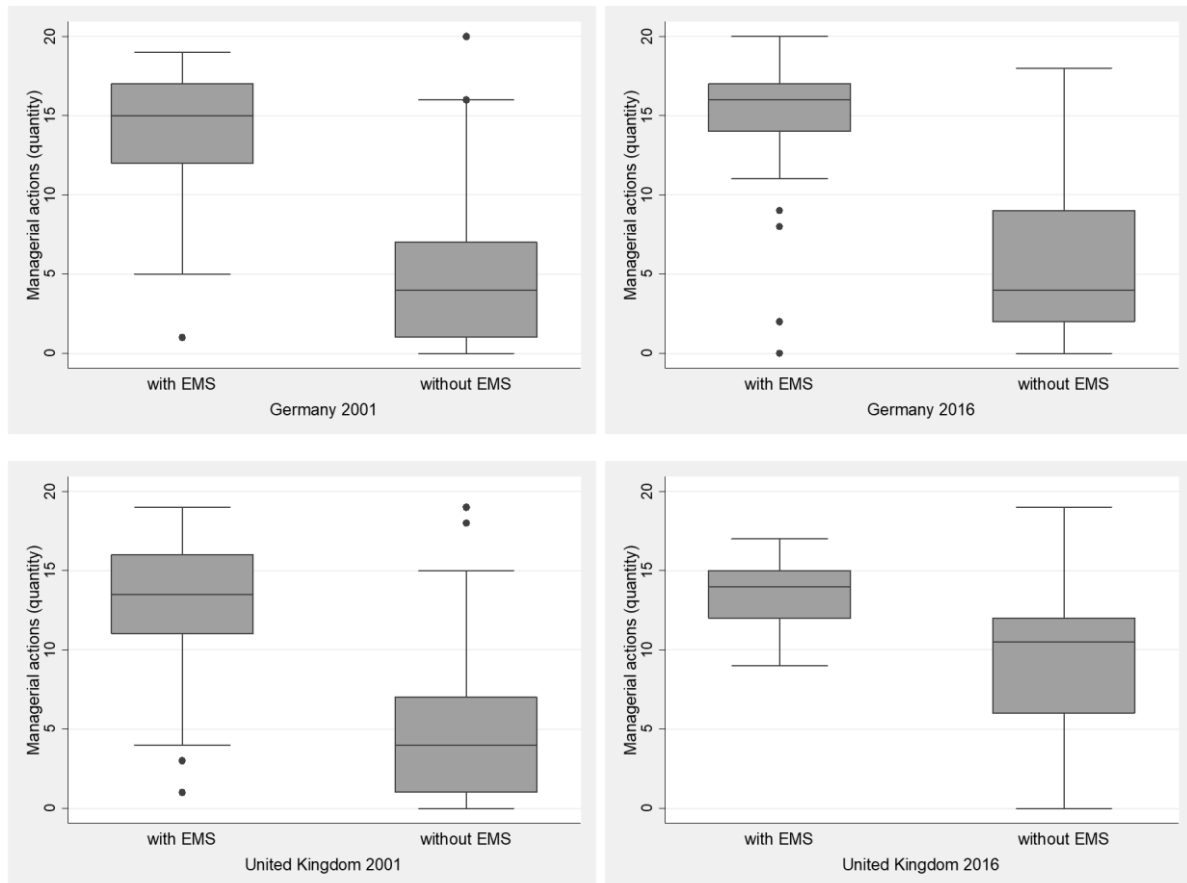 Managerial actions (quantity)
20
15
10
5
0
with EMS without EMS
Germany 2001
Managerial actions (quantity)
20
15
10
5
0
with EMS without EMS
Germany 2016
Managerial actions (quantity)
20
15
10
5
0
with EMS without EMS
United Kingdom 2001
Managerial actions (quantity)
20
15
10
5
0
with EMS without EMS
United Kingdom 2016